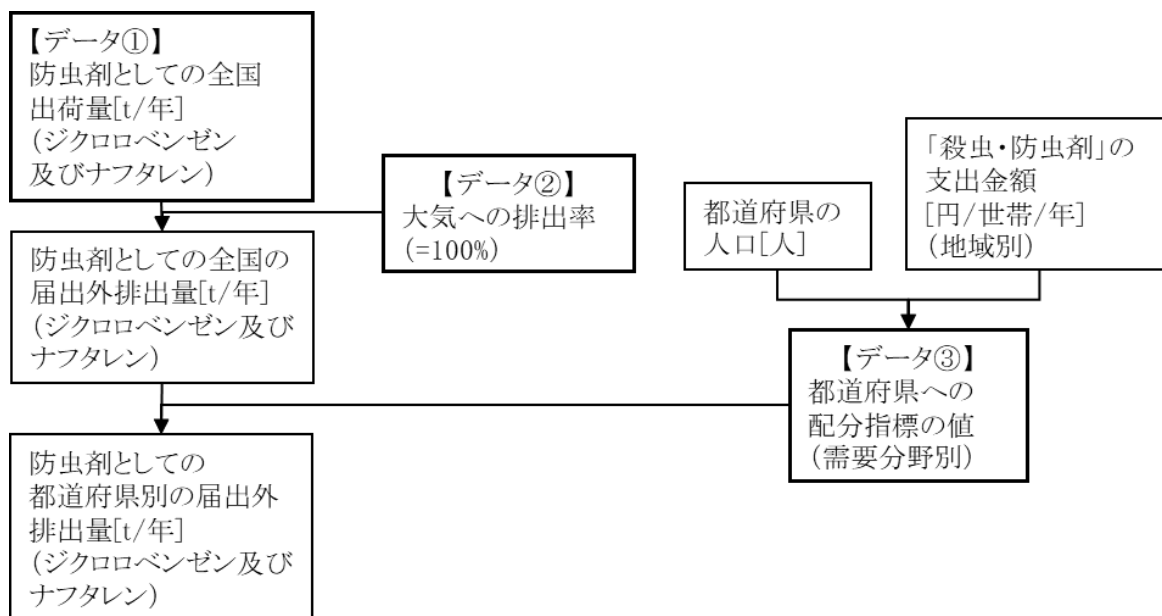 【データ①】
防虫剤としての全国
出荷量[t/年]
(ジクロロベンゼン
及びナフタレン)
【データ②】
大気への排出率
(=100%)
都道府県の
人口[人]
「殺虫・防虫剤」の
支出金額
[円/世帯/年]
(地域別)
防虫剤としての全国の
届出外排出量[t/年]
(ジクロロベンゼン及び
ナフタレン)
【データ③】
都道府県への
配分指標の値
(需要分野別)
防虫剤としての
都道府県別の届出外
排出量[t/年]
(ジクロロベンゼン及び
ナフタレン)